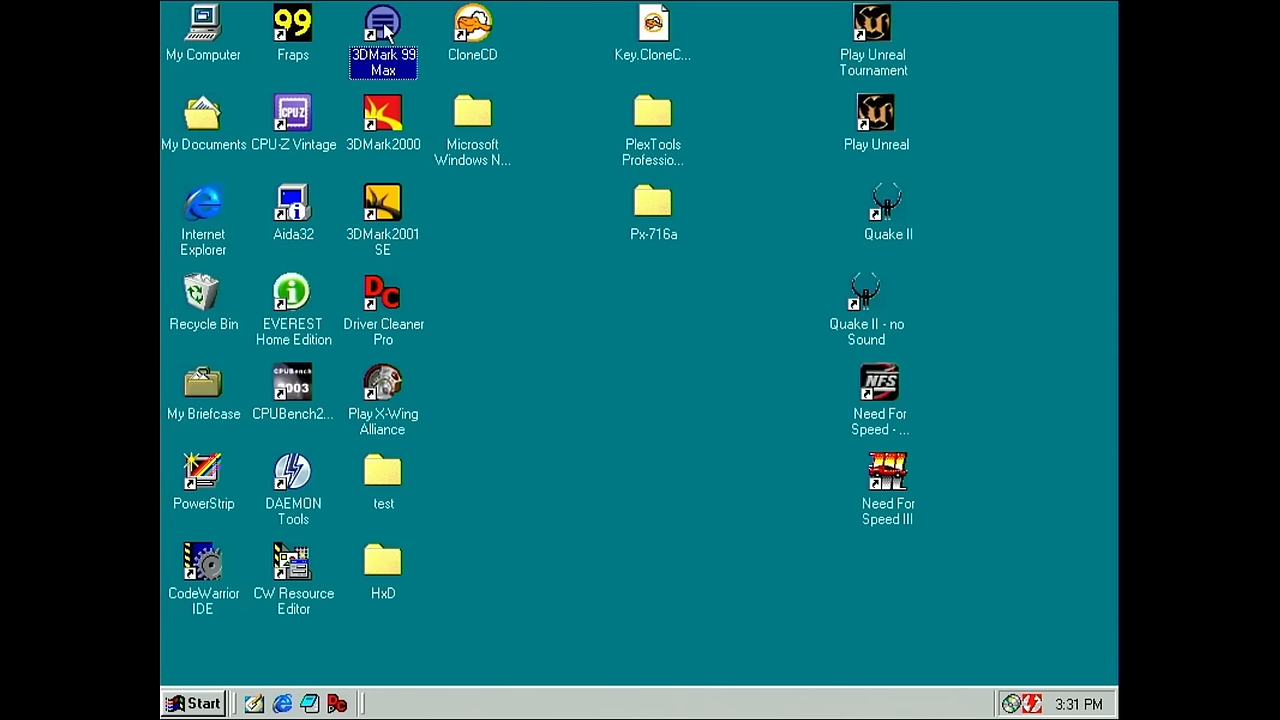 My Computer
Fraps
3DMark 99
Max
CloneCD
Key.CloneC...
Play Unreal
Tournament
My Documents
CPU-Z Vintage
3DMark2000
Microsoft
Windows N...
PlexTools
Professio...
Play Unreal
Internet
Explorer
Aida32
3DMark2001
SE
Px-716a
Quake II
Recycle Bin
EVEREST
Home Edition
Driver Cleaner
Pro
Quake II - no
Sound
My Briefcase
CPUBench2...
Play X-Wing
Alliance
Need For
Speed - ...
PowerStrip
DAEMON
Tools
test
Need For
Speed III
CodeWarrior
IDE
CW Resource
Editor
HxD
99
CPU-Z
DC
CPUBench
2003
NFS
Start
3:31 PM